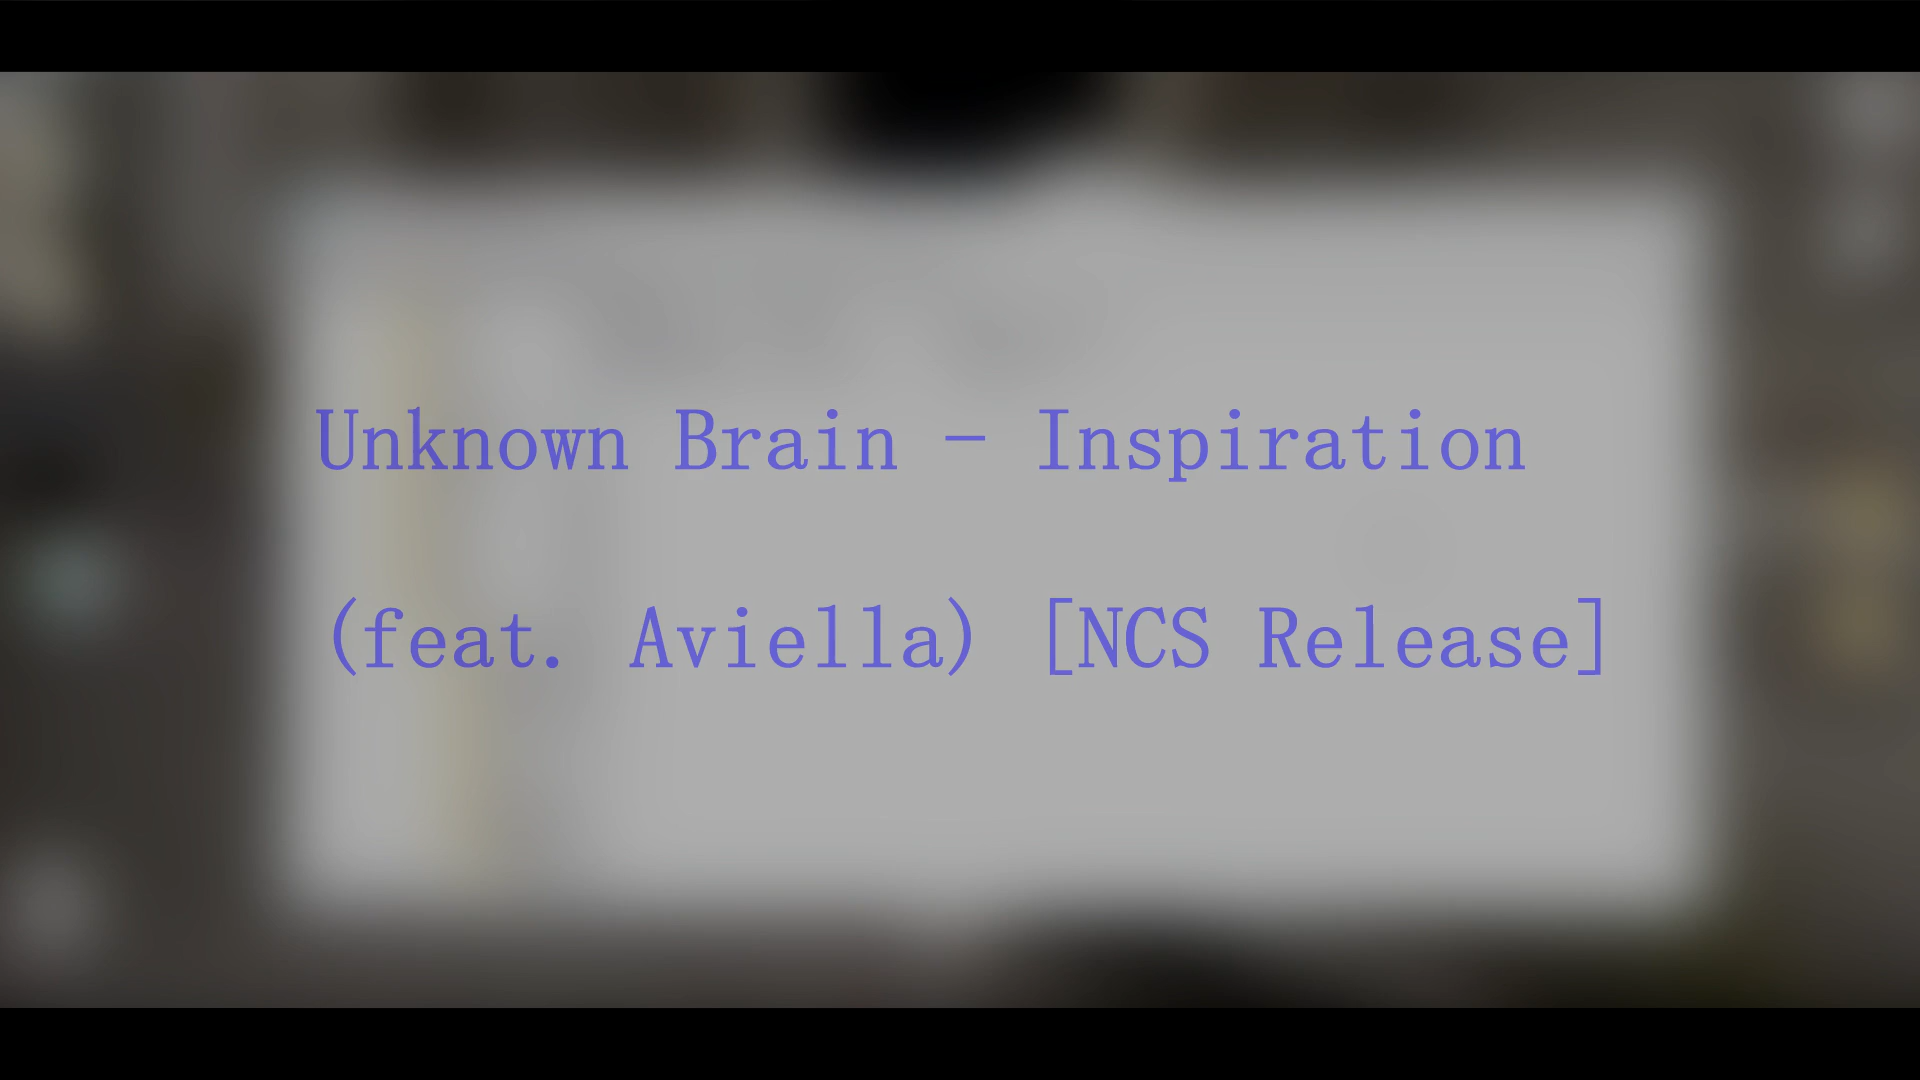 Unknown Brain - Inspiration
(feat. Aviella) [NCS Release]